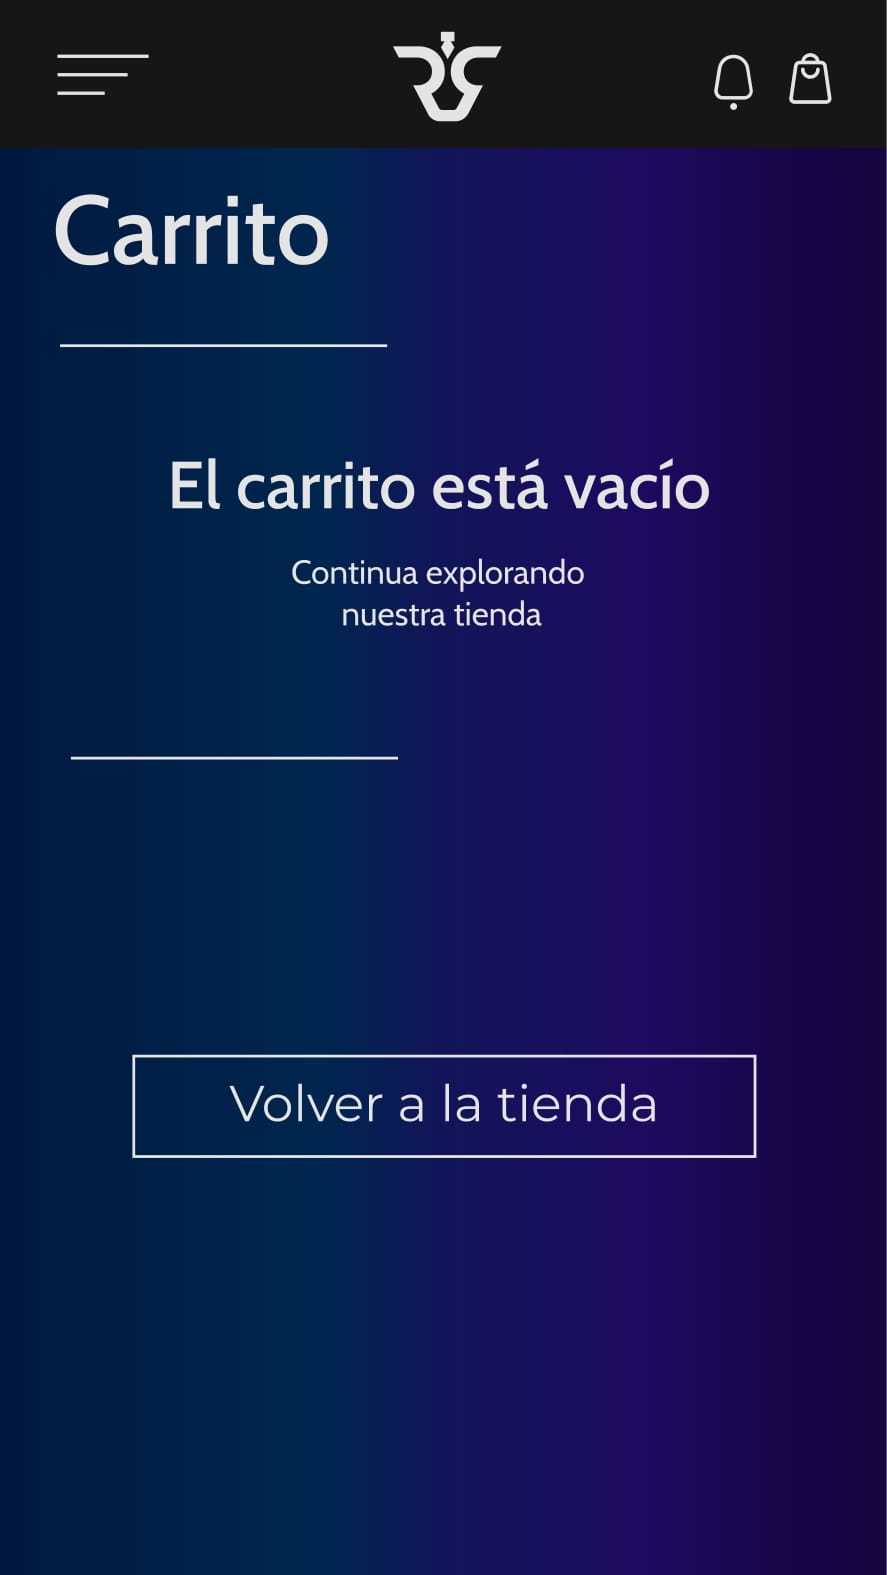 Carrito
El carrito está vacío
Continua explorando
nuestra tienda
Volver a la tienda